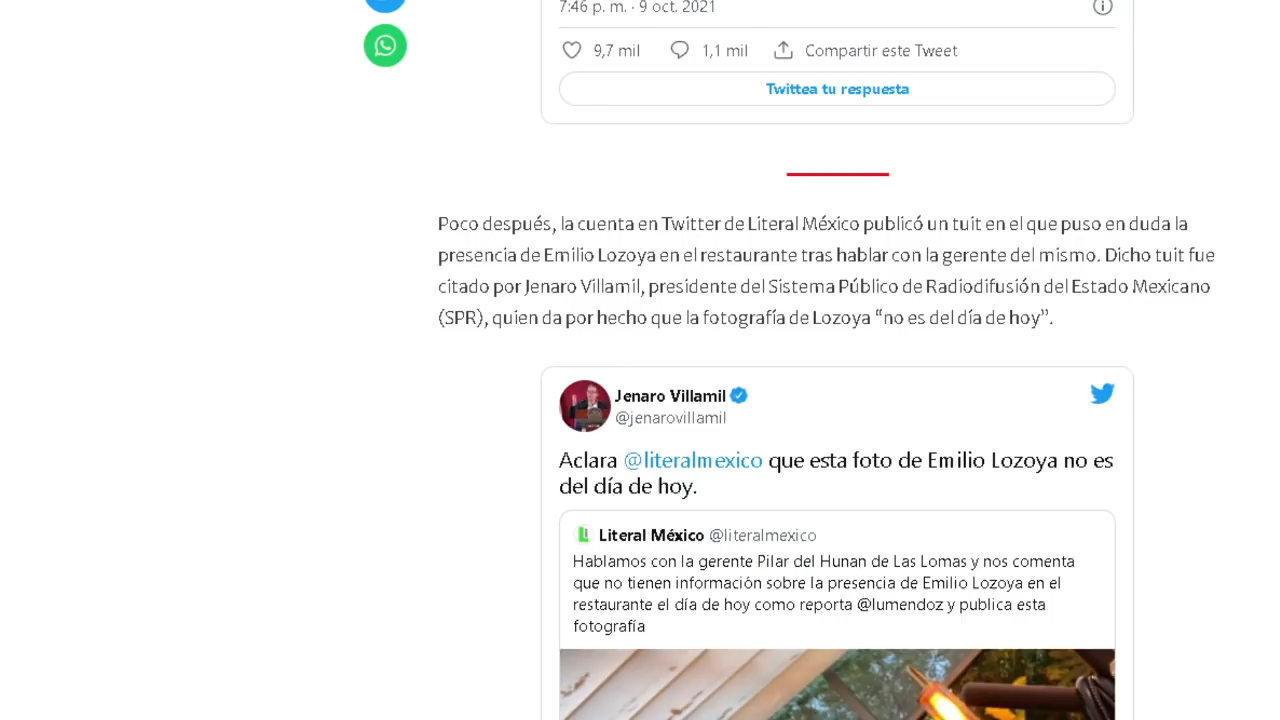 7:46 p. m. · 9 oct. 2021
9,7 mil 1,1 mil Compartir este Tweet
Twittea tu respuesta
Poco después, la cuenta en Twitter de Literal México publicó un tuit en el que puso en duda la
presencia de Emilio Lozoya en el restaurante tras hablar con la gerente del mismo. Dicho tuit fue
citado por Jenaro Villamil, presidente del Sistema Público de Radiodifusión del Estado Mexicano
(SPR), quien da por hecho que la fotografía de Lozoya “no es del día de hoy”.
Jenaro Villamil
@jenarovillamil
Aclara @literalmexico que esta foto de Emilio Lozoya no es
del día de hoy.
Literal México @literalmexico
Hablamos con la gerente Pilar del Hunan de Las Lomas y nos comenta
que no tienen información sobre la presencia de Emilio Lozoya en el
restaurante el día de hoy como reporta @lumendoz y publica esta
fotografía